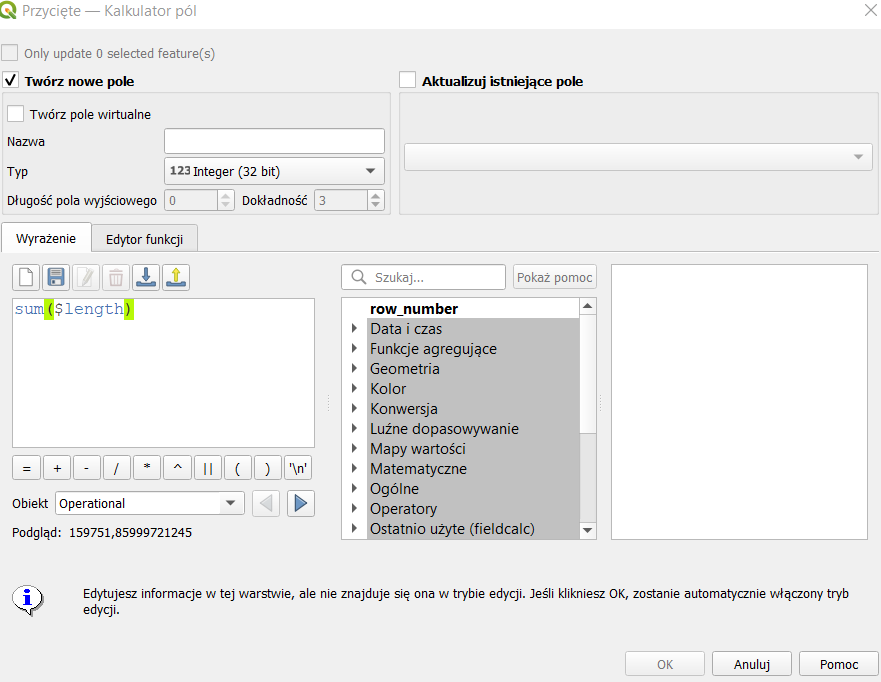 Przycięte — Kalkulator pól
Only update 0 selected feature(s)
Twórz nowe pole
Aktualizuj istniejące pole
Twórz pole wirtualne
Nazwa
Typ 123 Integer (32 bit)
Długość pola wyjściowego 0 Dokładność 3
Wyrażenie Edytor funkcji
Szukaj... Pokaż pomoc
sum($length)
row_number
Data i czas
Funkcje agregujące
Geometria
Kolor
Konwersja
Luźne dopasowywanie
Mapy wartości
Matematyczne
Ogólne
Operatory
Ostatnio użyte (fieldcalc)
= + - / * ^ || ( ) '\n'
Obiekt Operational
Podgląd: 159751,85999721245
Edytujesz informacje w tej warstwie, ale nie znajduje się ona w trybie edycji. Jeśli klikniesz OK, zostanie automatycznie włączony tryb
edycji.
OK Anuluj Pomoc